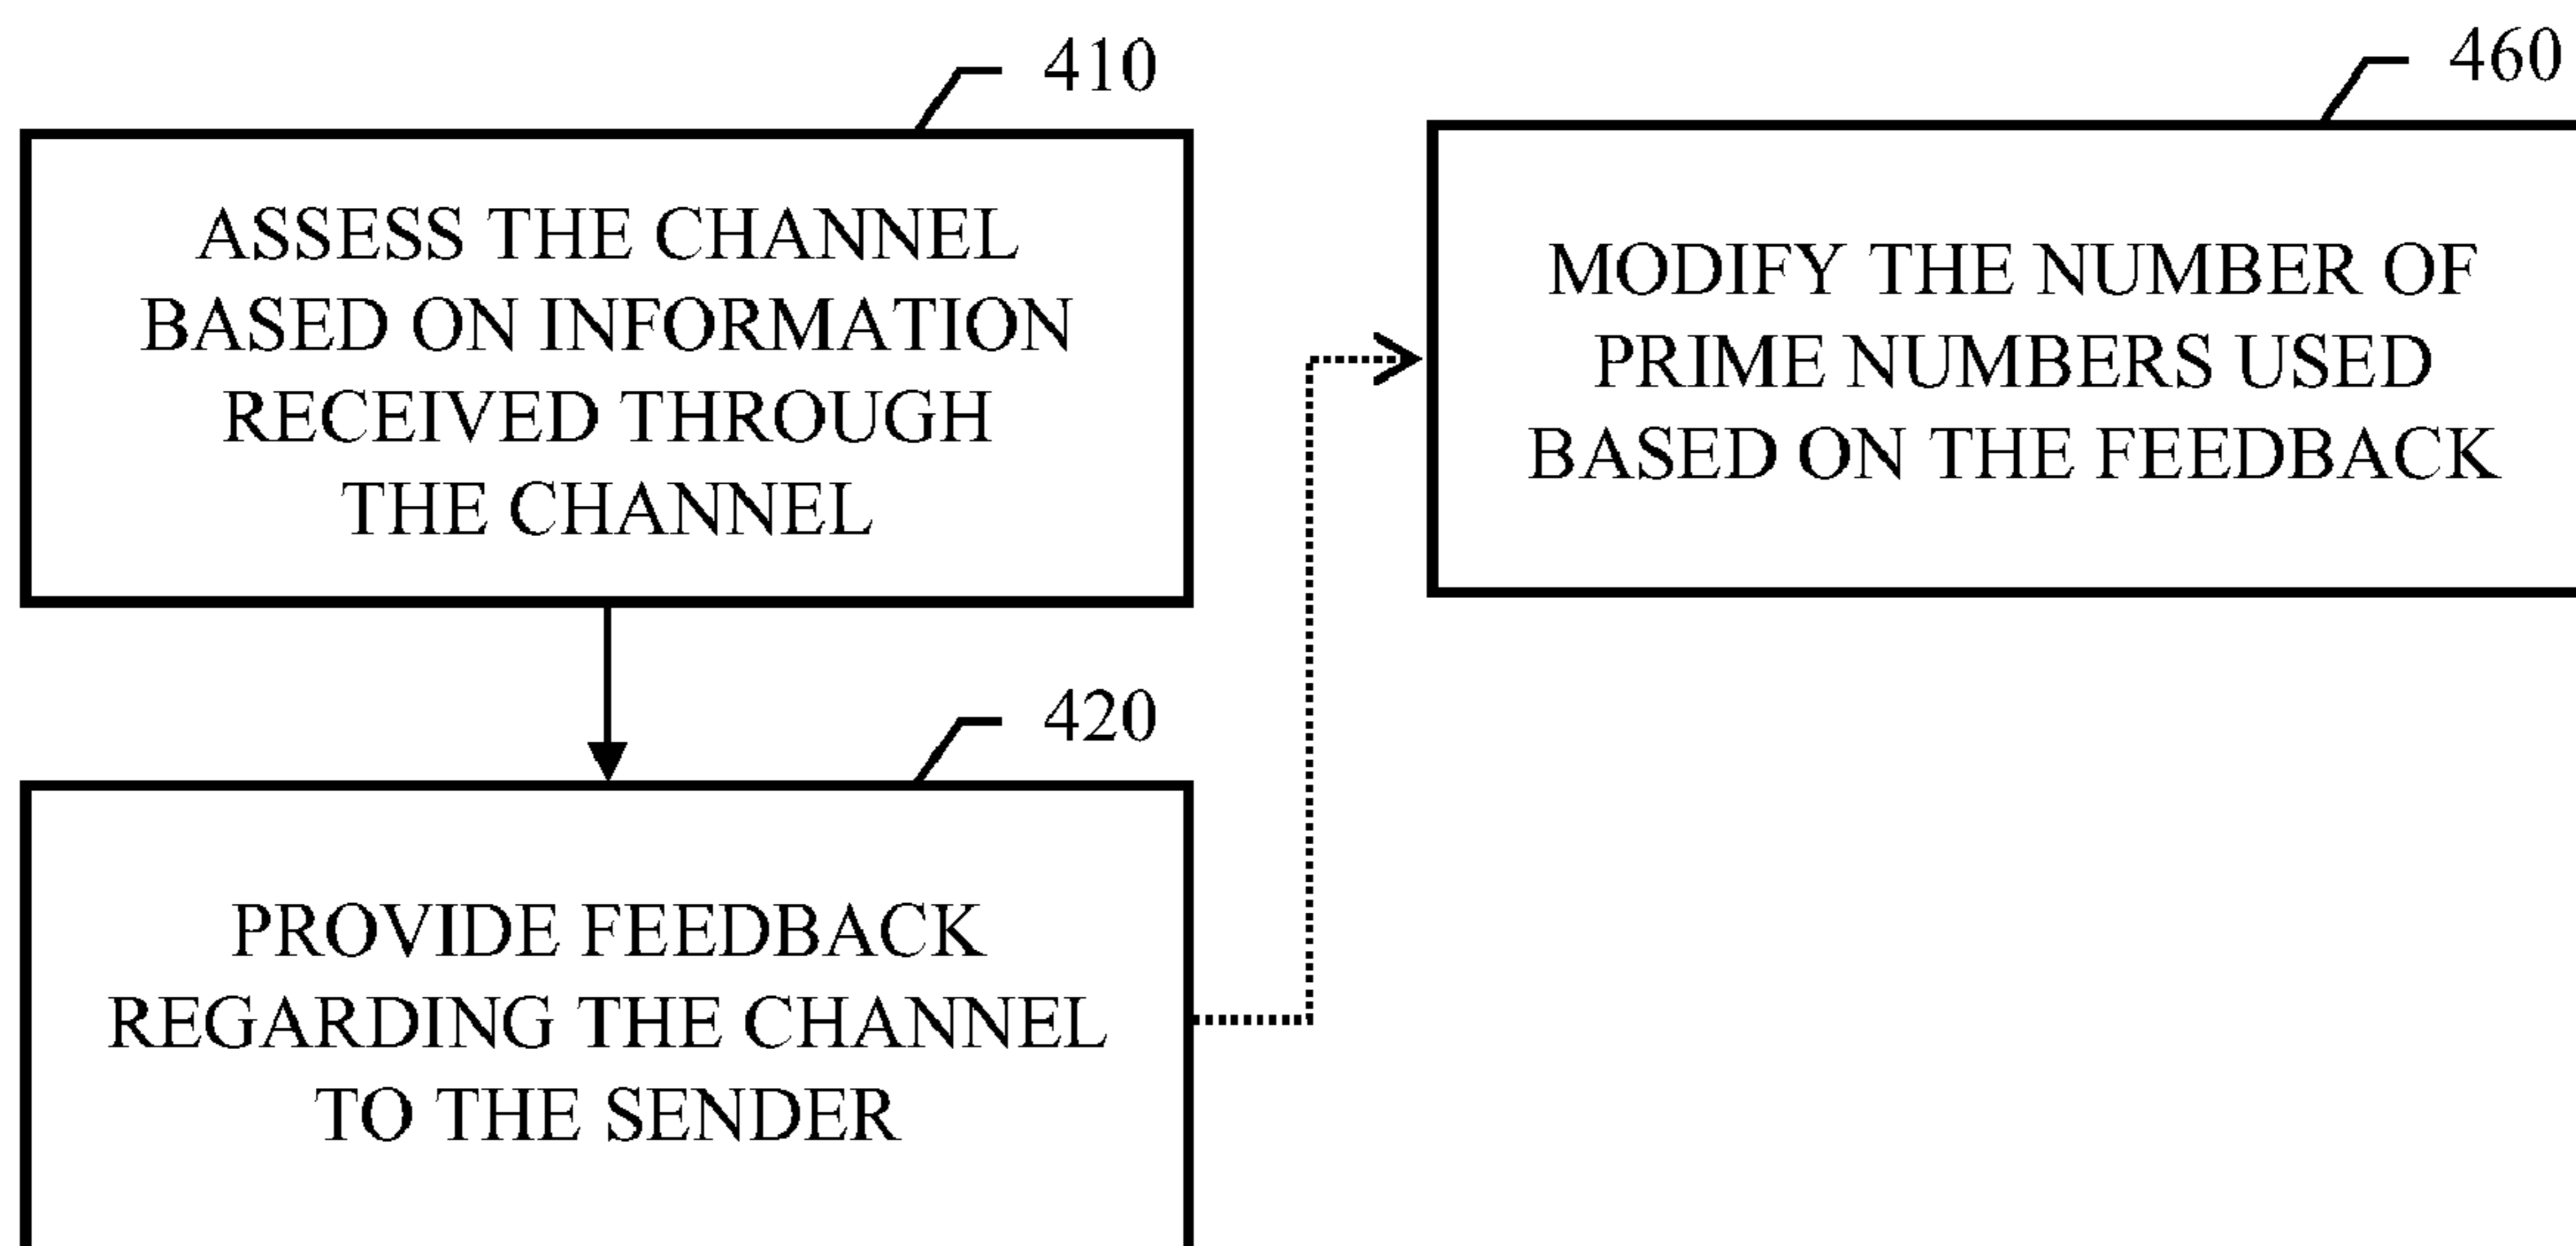 410
ASSESS THE CHANNEL
BASED ON INFORMATION
RECEIVED THROUGH
THE CHANNEL
420
PROVIDE FEEDBACK
REGARDING THE CHANNEL
TO THE SENDER
460
MODIFY THE NUMBER OF
PRIME NUMBERS USED
BASED ON THE FEEDBACK